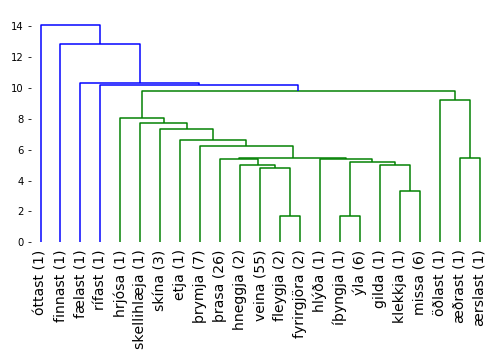 14
12
10
8
6
4
2
0
óttast (1)
finnast (1)
fælast (1)
rífast (1)
hrjósa (1)
skellihlæja (1)
skína (3)
etja (1)
þrymja (7)
þrasa (26)
hneggja (2)
veina (55)
fleygja (2)
fyrirgjöra (2)
hlýða (1)
íþyngja (1)
ýla (6)
gilda (1)
klekkja (1)
missa (6)
öðlast (1)
æðrast (1)
ærslast (1)